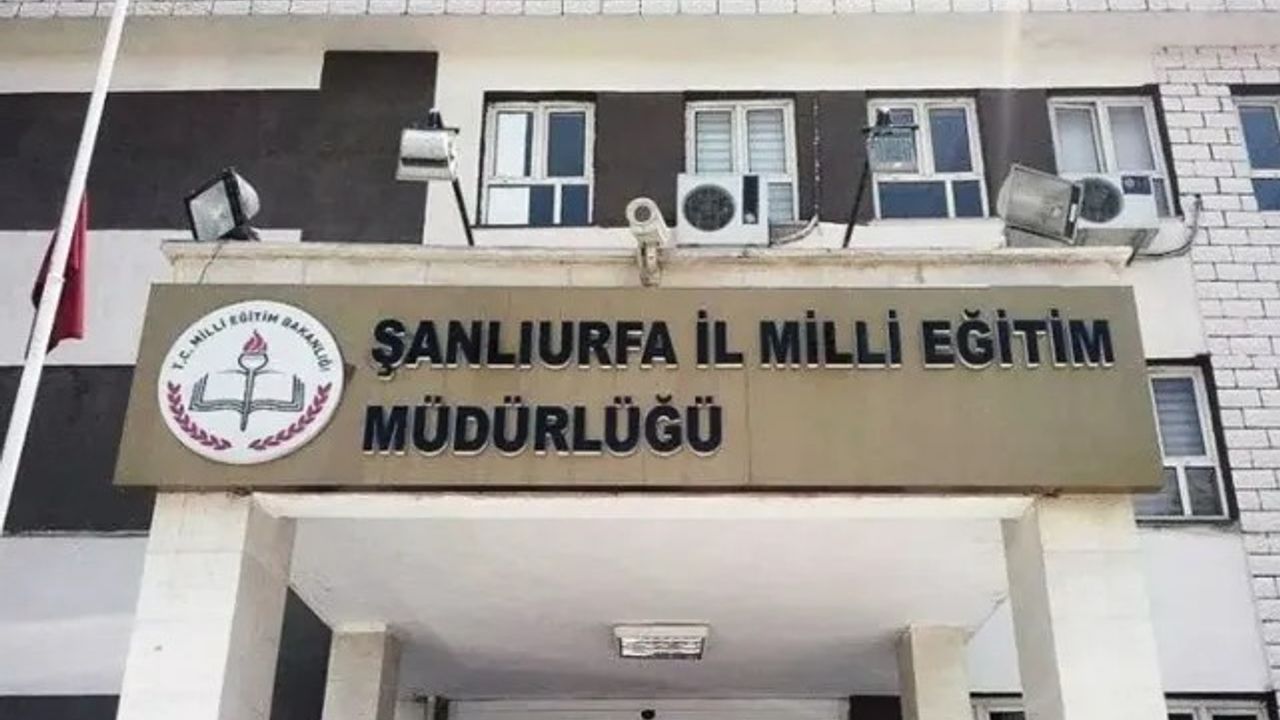 T.C. MİLLİ EĞİTİM BAKANLIĞI
ŞANLIURFA İL MİLLİ EĞİTİM
MÜDÜRLÜĞÜ